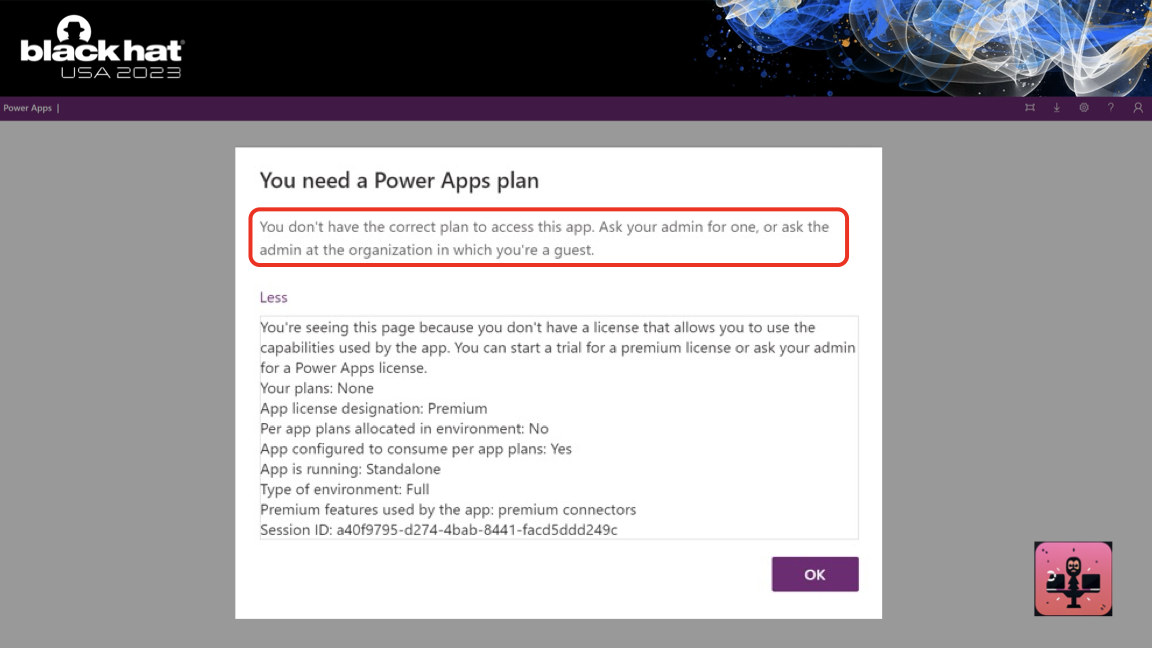 black hat®
USA 2023
Power Apps |
?
You need a Power Apps plan
You don't have the correct plan to access this app. Ask your admin for one, or ask the
admin at the organization in which you're a guest.
Less
You're seeing this page because you don't have a license that allows you to use the
capabilities used by the app. You can start a trial for a premium license or ask your admin
for a Power Apps license.
Your plans: None
App license designation: Premium
Per app plans allocated in environment: No
App configured to consume per app plans: Yes
App is running: Standalone
Type of environment: Full
Premium features used by the app: premium connectors
Session ID: a40f9795-d274-4bab-8441-facd5ddd249c
OK